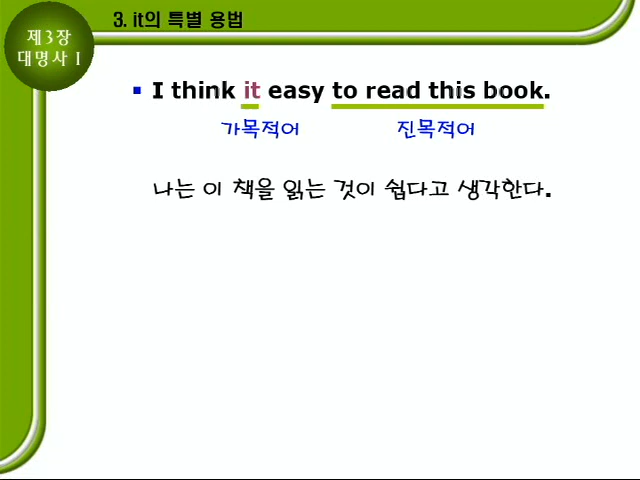 제3장
대명사 I
3. it의 특별 용법
▪ I think it easy to read this book.
가목적어 진목적어
나는 이 책을 읽는 것이 쉽다고 생각한다.